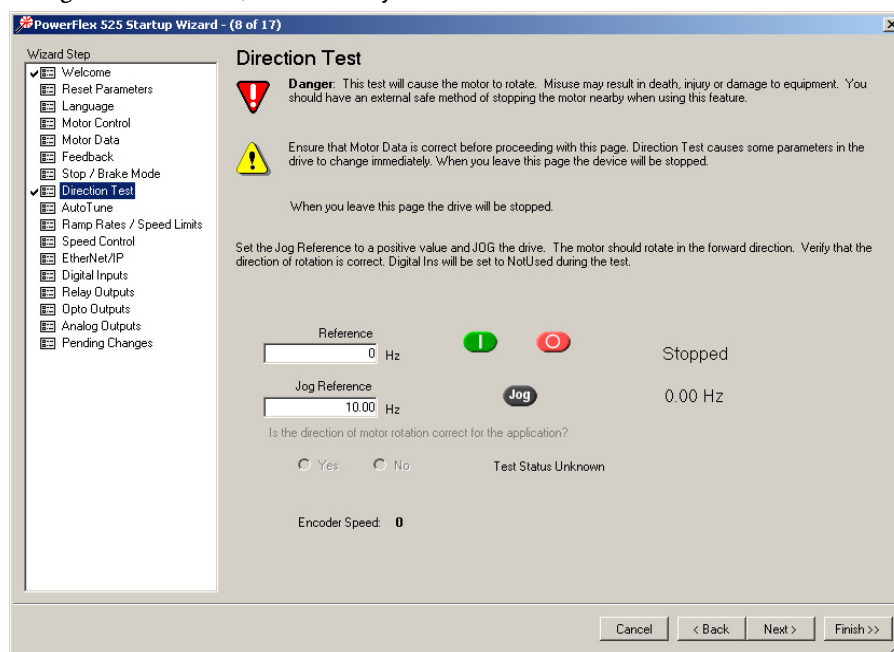 PowerFlex 525 Startup Wizard - (8 of 17)
Wizard Step
Welcome
Reset Parameters
Language
Motor Control
Motor Data
Feedback
Stop / Brake Mode
Direction Test
AutoTune
Ramp Rates / Speed Limits
Speed Control
EtherNet/IP
Digital Inputs
Relay Outputs
Opto Outputs
Analog Outputs
Pending Changes
Direction Test
Danger: This test will cause the motor to rotate. Misuse may result in death, injury or damage to equipment. You
should have an external safe method of stopping the motor nearby when using this feature.
Ensure that Motor Data is correct before proceeding with this page. Direction Test causes some parameters in the
drive to change immediately. When you leave this page the device will be stopped.
When you leave this page the drive will be stopped.
Set the Jog Reference to a positive value and JOG the drive. The motor should rotate in the forward direction. Verify that the
direction of rotation is correct. Digital Ins will be set to NotUsed during the test.
Reference
0 Hz
Stopped
Jog Reference
10.00 Hz
Jog
0.00 Hz
Is the direction of motor rotation correct for the application?
Yes No Test Status Unknown
Encoder Speed: 0
Cancel < Back Next > Finish >>